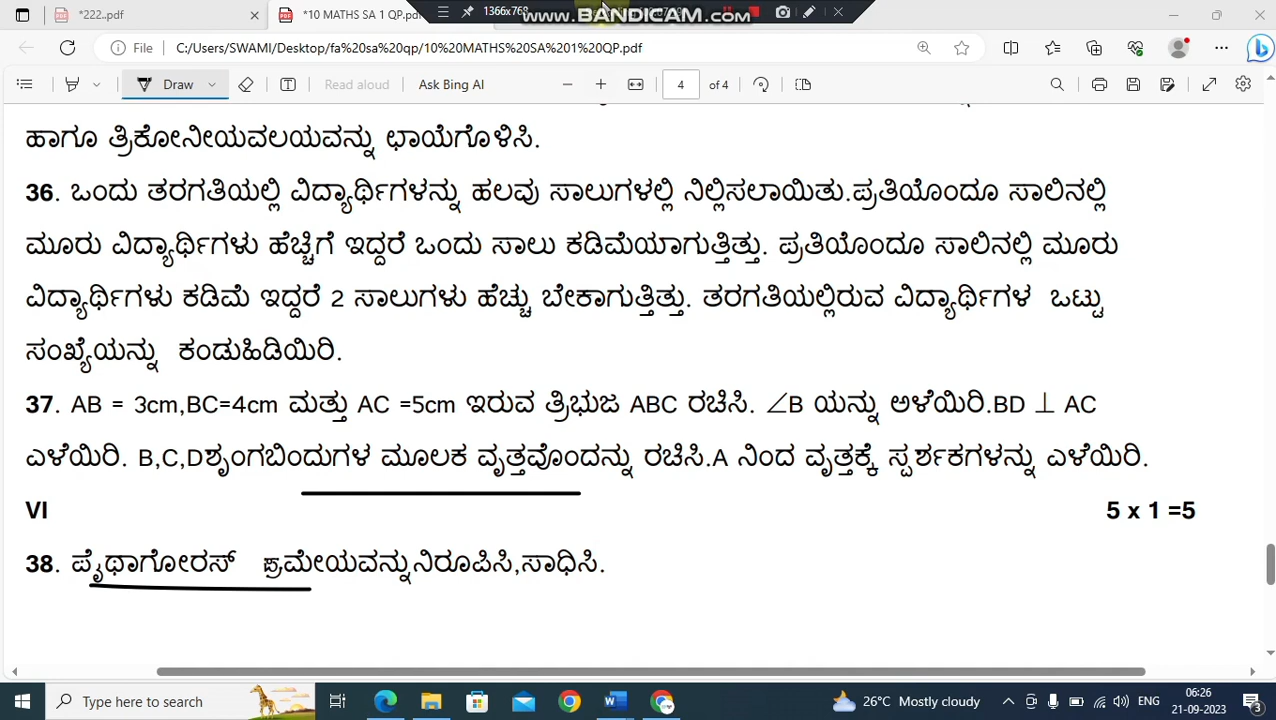 *222..pdf
*10 MATHS SA 1 QP.pdf
1366x768
www.BANDICAM.com
File
C:/Users/SWAMI/Desktop/fa%20sa%20qp/10%20MATHS%20SA%201%20QP.pdf
Draw
Read aloud
Ask Bing AI
4
of 4
ಹಾಗೂ ತ್ರಿಕೋನೀಯವಲಯವನ್ನು ಛಾಯೆಗೊಳಿಸಿ.
36. ಒಂದು ತರಗತಿಯಲ್ಲಿ ವಿದ್ಯಾರ್ಥಿಗಳನ್ನು ಹಲವು ಸಾಲುಗಳಲ್ಲಿ ನಿಲ್ಲಿಸಲಾಯಿತು.ಪ್ರತಿಯೊಂದೂ ಸಾಲಿನಲ್ಲಿ
ಮೂರು ವಿದ್ಯಾರ್ಥಿಗಳು ಹೆಚ್ಚಿಗೆ ಇದ್ದರೆ ಒಂದು ಸಾಲು ಕಡಿಮೆಯಾಗುತ್ತಿತ್ತು. ಪ್ರತಿಯೊಂದೂ ಸಾಲಿನಲ್ಲಿ ಮೂರು
ವಿದ್ಯಾರ್ಥಿಗಳು ಕಡಿಮೆ ಇದ್ದರೆ 2 ಸಾಲುಗಳು ಹೆಚ್ಚು ಬೇಕಾಗುತ್ತಿತ್ತು. ತರಗತಿಯಲ್ಲಿರುವ ವಿದ್ಯಾರ್ಥಿಗಳ ಒಟ್ಟು
ಸಂಖ್ಯೆಯನ್ನು ಕಂಡುಹಿಡಿಯಿರಿ.
37. AB = 3cm,BC=4cm ಮತ್ತು AC =5cm ಇರುವ ತ್ರಿಭುಜ ABC ರಚಿಸಿ. ∠B ಯನ್ನು ಅಳೆಯಿರಿ.BD ⊥ AC
ಎಳೆಯಿರಿ. B,C,Dಶೃಂಗಬಿಂದುಗಳ ಮೂಲಕ ವೃತ್ತವೊಂದನ್ನು ರಚಿಸಿ.A ನಿಂದ ವೃತ್ತಕ್ಕೆ ಸ್ಪರ್ಶಕಗಳನ್ನು ಎಳೆಯಿರಿ.
VI 5 x 1 =5
38. ಪೈಥಾಗೋರಸ್ ಪ್ರಮೇಯವನ್ನುನಿರೂಪಿಸಿ,ಸಾಧಿಸಿ.
Type here to search
26°C Mostly cloudy
ENG
06:26
21-09-2023
3